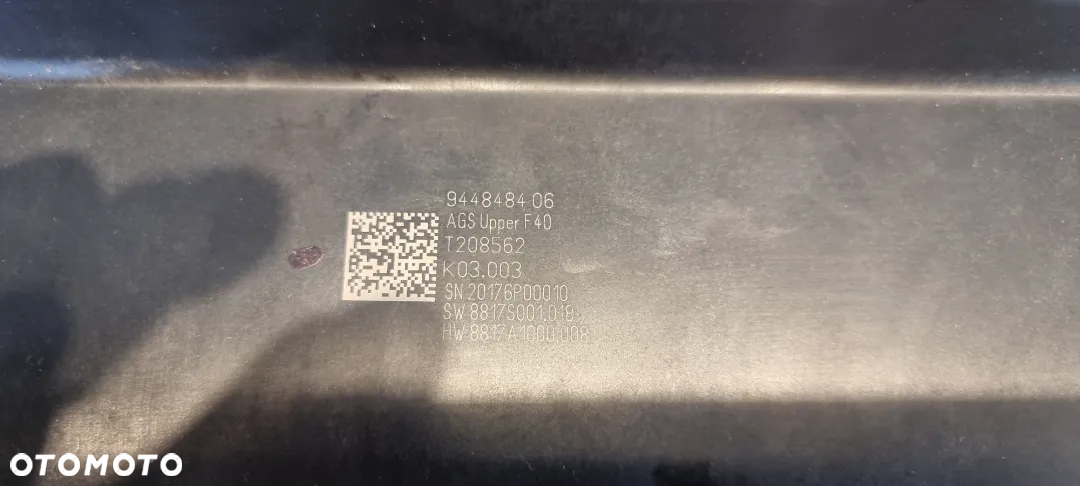 9448484 06
AGS Upper F40
T208562
K03.003
SN 20176P00010
SW 8817S001.018
HW 8817A1000.008
OTOMOTO